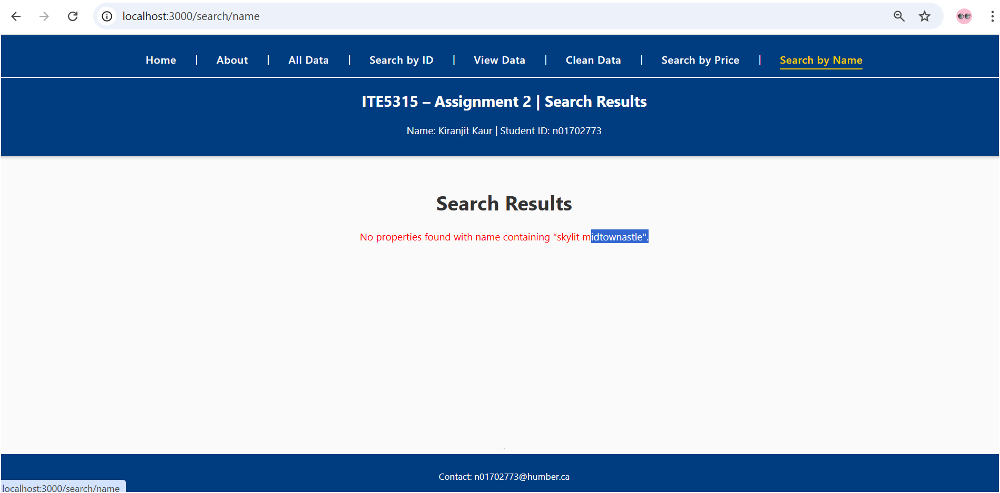 localhost:3000/search/name
Home | About | All Data | Search by ID | View Data | Clean Data | Search by Price | Search by Name
ITE5315 – Assignment 2 | Search Results
Name: Kiranjit Kaur | Student ID: n01702773
Search Results
No properties found with name containing "skylit midtownastle".
Contact: n01702773@humber.ca
localhost:3000/search/name